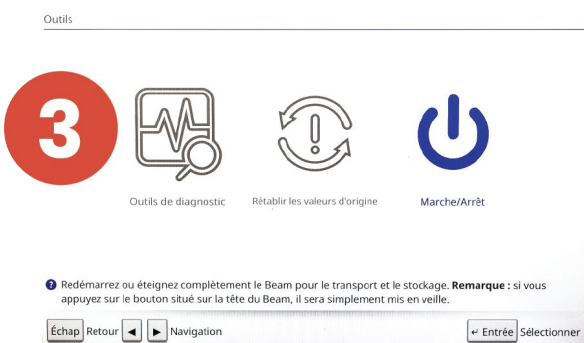 Outils
3
Outils de diagnostic
Rétablir les valeurs d'origine
Marche/Arrêt
? Redémarrez ou éteignez complètement le Beam pour le transport et le stockage. Remarque : si vous
appuyez sur le bouton situé sur la tête du Beam, il sera simplement mis en veille.
Échap Retour ◄ ► Navigation
↵ Entrée Sélectionner